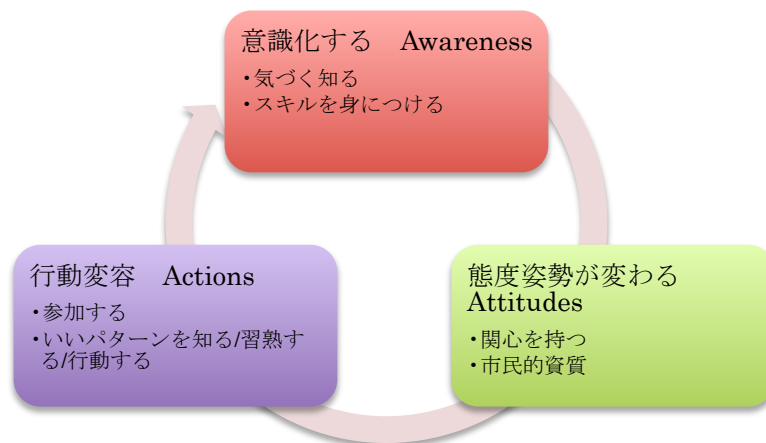 意識化する　Awareness
・気づく知る
・スキルを身につける
態度姿勢が変わる
Attitudes
・関心を持つ
・市民的資質
行動変容　Actions
・参加する
・いいパターンを知る/習熟す
る/行動する